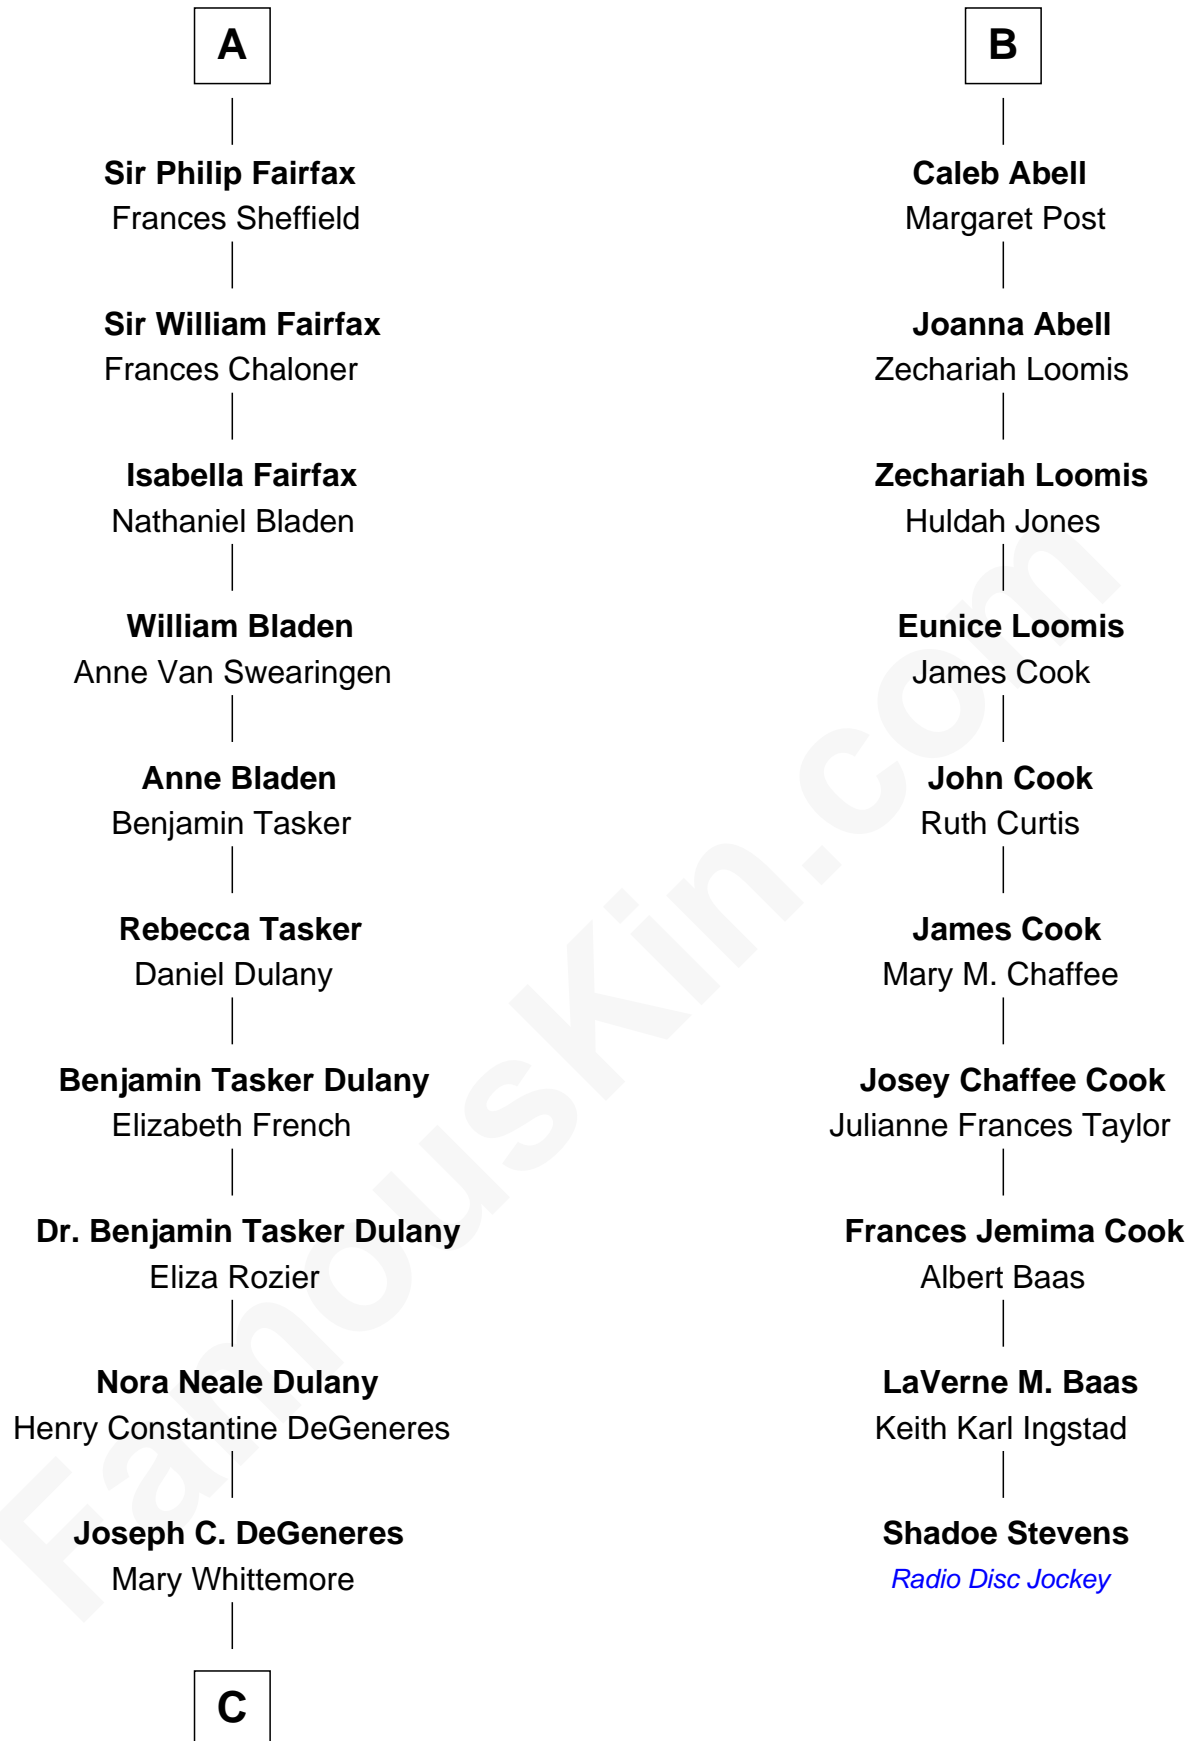 A
Sir Philip Fairfax
Frances Sheffield
Sir William Fairfax
Frances Chaloner
Isabella Fairfax
Nathaniel Bladen
William Bladen
Anne Van Swearingen
Anne Bladen
Benjamin Tasker
Rebecca Tasker
Daniel Dulany
Benjamin Tasker Dulany
Elizabeth French
Dr. Benjamin Tasker Dulany
Eliza Rozier
Nora Neale Dulany
Henry Constantine DeGeneres
Joseph C. DeGeneres
Mary Whittemore
C
B
Caleb Abell
Margaret Post
Joanna Abell
Zechariah Loomis
Zechariah Loomis
Huldah Jones
Eunice Loomis
James Cook
John Cook
Ruth Curtis
James Cook
Mary M. Chaffee
Josey Chaffee Cook
Julianne Frances Taylor
Frances Jemima Cook
Albert Baas
LaVerne M. Baas
Keith Karl Ingstad
Shadoe Stevens
Radio Disc Jockey
FamousKin.com